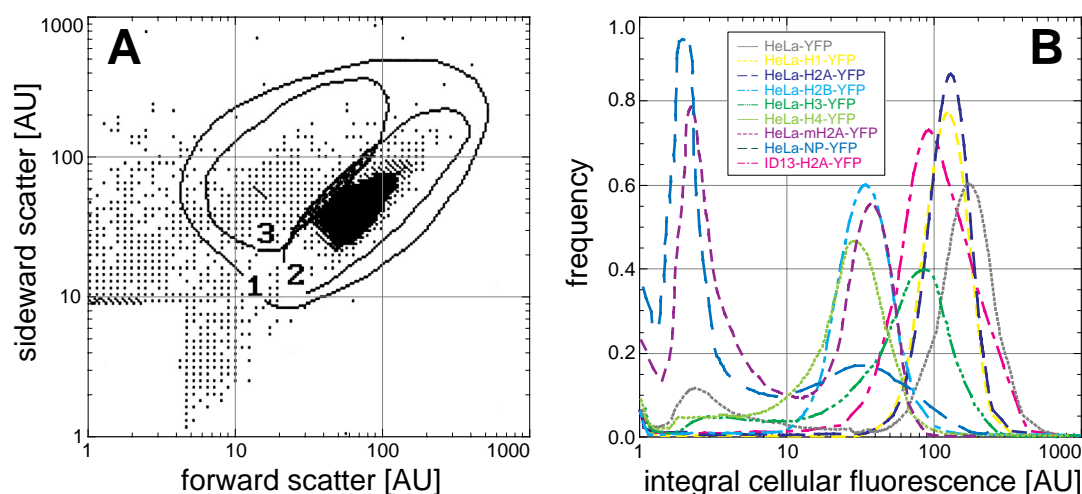 A
sideward scatter [AU]
1000
100
10
1
3
2
1
1
10
100
1000
forward scatter [AU]
B
frequency
1.0
0.8
0.6
0.4
0.2
0.0
HeLa-YFP
HeLa-H1-YFP
HeLa-H2A-YFP
HeLa-H2B-YFP
HeLa-H3-YFP
HeLa-H4-YFP
HeLa-mH2A-YFP
HeLa-NP-YFP
ID13-H2A-YFP
1
10
100
1000
integral cellular fluorescence [AU]